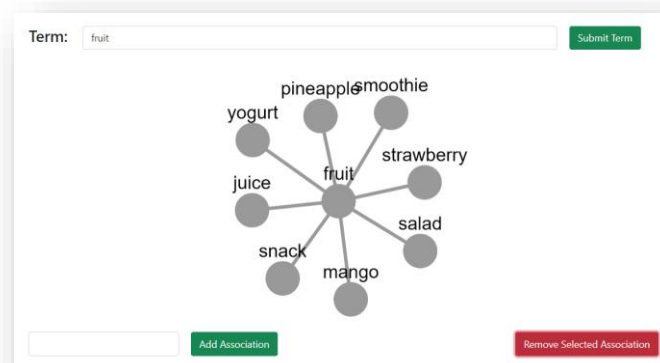 Term: fruit Submit Term
pineapple smoothie
yogurt
strawberry
fruit
juice
salad
snack
mango
Add Association Remove Selected Association